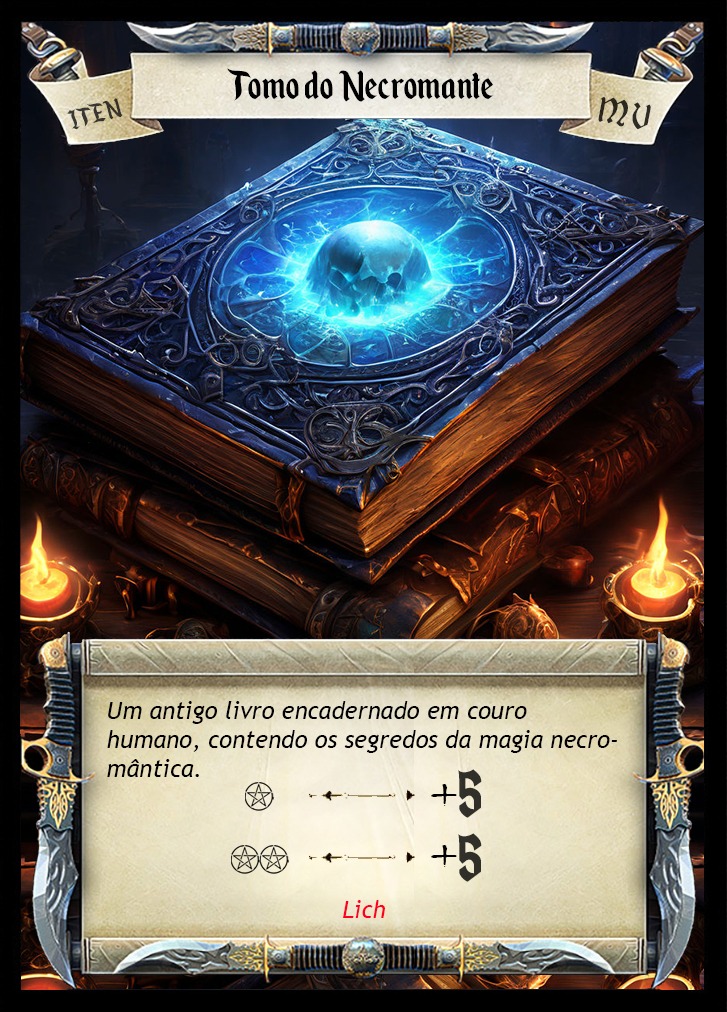 Tomo do Necromante
ITEN
MU
Um antigo livro encadernado em couro
humano, contendo os segredos da magia necro-
mântica.
+5
+5
Lich